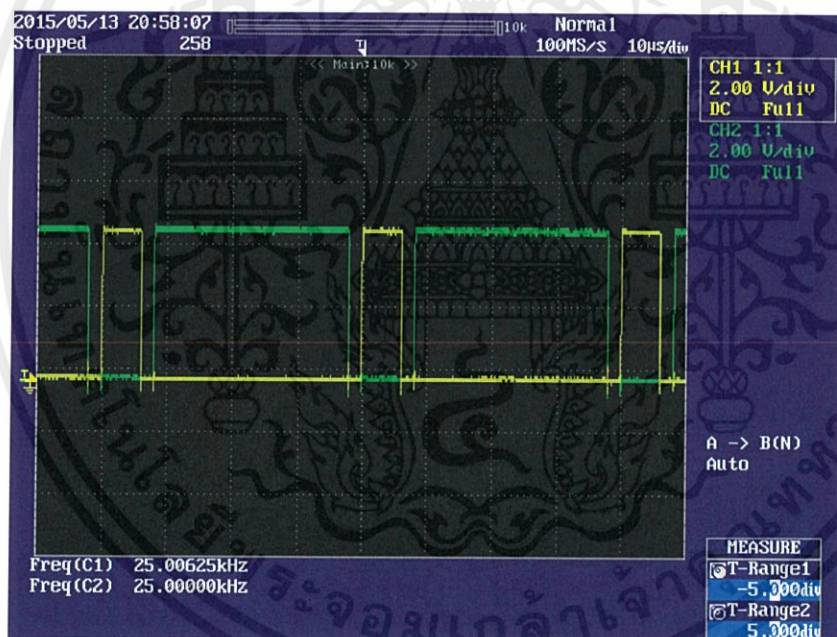 2015/05/13 20:58:07
10k
Normal
Stopped
258
T
100MS/s 10µs/div
<< Main:10k >>
CH1 1:1
2.00 V/div
DC Full
CH2 1:1
2.00 V/div
DC Full
T
A -> B(N)
Auto
Freq(C1) 25.00625kHz
Freq(C2) 25.00000kHz
MEASURE
T-Range1
-5.000div
T-Range2
5.000div